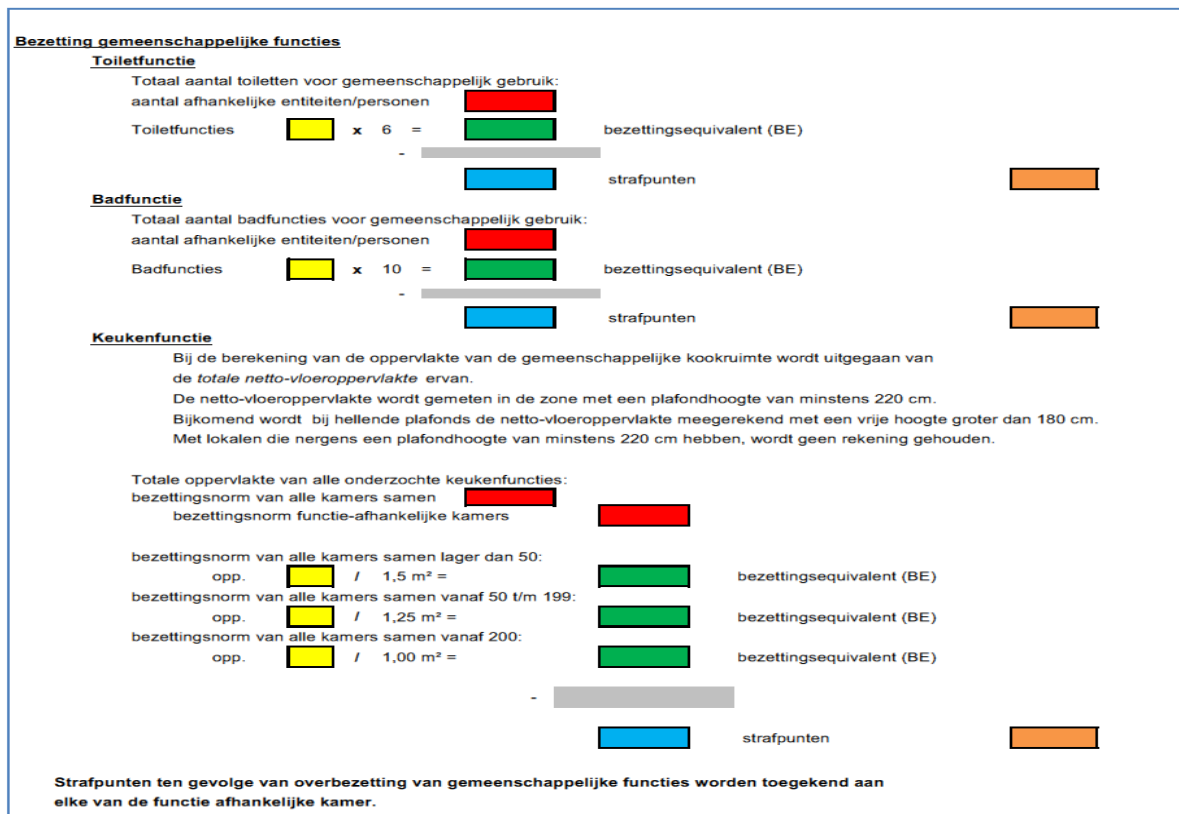 Bezetting gemeenschappelijke functies
Toiletfunctie
Totaal aantal toiletten voor gemeenschappelijk gebruik:
aantal afhankelijke entiteiten/personen
Toiletfuncties x 6 = bezettingsequivalent (BE)
-
strafpunten
Badfunctie
Totaal aantal badfuncties voor gemeenschappelijk gebruik:
aantal afhankelijke entiteiten/personen
Badfuncties x 10 = bezettingsequivalent (BE)
-
strafpunten
Keukenfunctie
Bij de berekening van de oppervlakte van de gemeenschappelijke kookruimte wordt uitgegaan van
de totale netto-vloeroppervlakte ervan.
De netto-vloeroppervlakte wordt gemeten in de zone met een plafondhoogte van minstens 220 cm.
Bijkomend wordt bij hellende plafonds de netto-vloeroppervlakte meegerekend met een vrije hoogte groter dan 180 cm.
Met lokalen die nergens een plafondhoogte van minstens 220 cm hebben, wordt geen rekening gehouden.
Totale oppervlakte van alle onderzochte keukenfuncties:
bezettingsnorm van alle kamers samen
bezettingsnorm functie-afhankelijke kamers
bezettingsnorm van alle kamers samen lager dan 50:
opp. / 1,5 m² = bezettingsequivalent (BE)
bezettingsnorm van alle kamers samen vanaf 50 t/m 199:
opp. / 1,25 m² = bezettingsequivalent (BE)
bezettingsnorm van alle kamers samen vanaf 200:
opp. / 1,00 m² = bezettingsequivalent (BE)
-
strafpunten
Strafpunten ten gevolge van overbezetting van gemeenschappelijke functies worden toegekend aan
elke van de functie afhankelijke kamer.